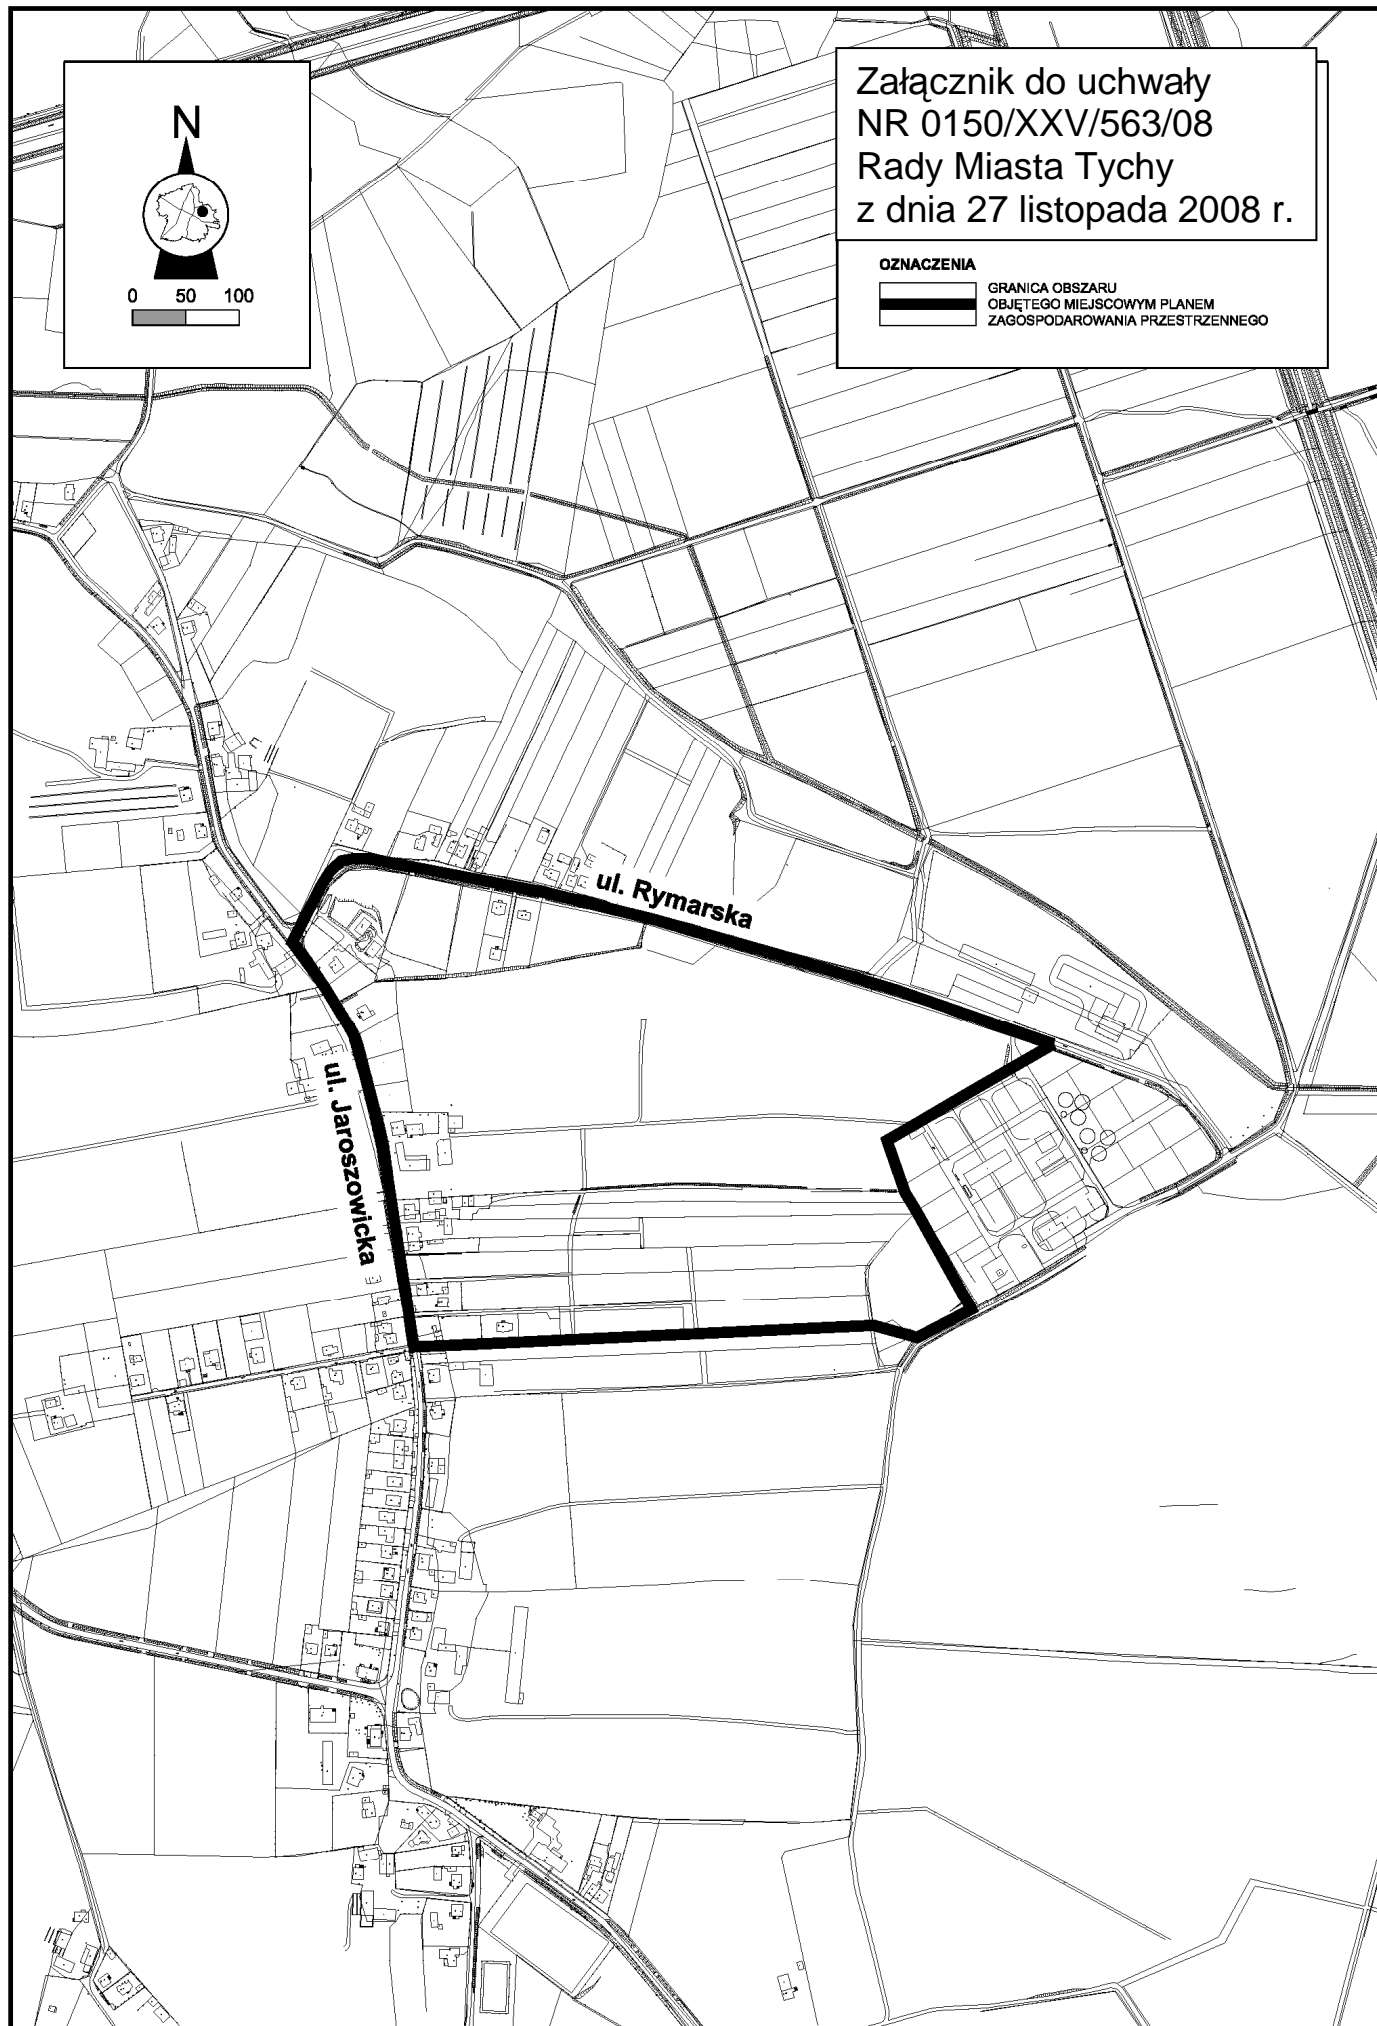 N
0 50 100
Załącznik do uchwały
NR 0150/XXV/563/08
Rady Miasta Tychy
z dnia 27 listopada 2008 r.
OZNACZENIA
GRANICA OBSZARU
OBJĘTEGO MIEJSCOWYM PLANEM
ZAGOSPODAROWANIA PRZESTRZENNEGO
ul. Rymarska
ul. Jaroszowicka